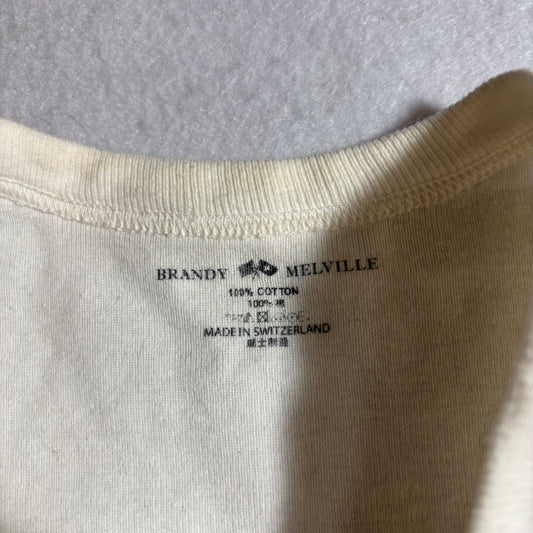 BRANDY MELVILLE
100% COTTON
100% 棉
MADE IN SWITZERLAND
瑞士制造